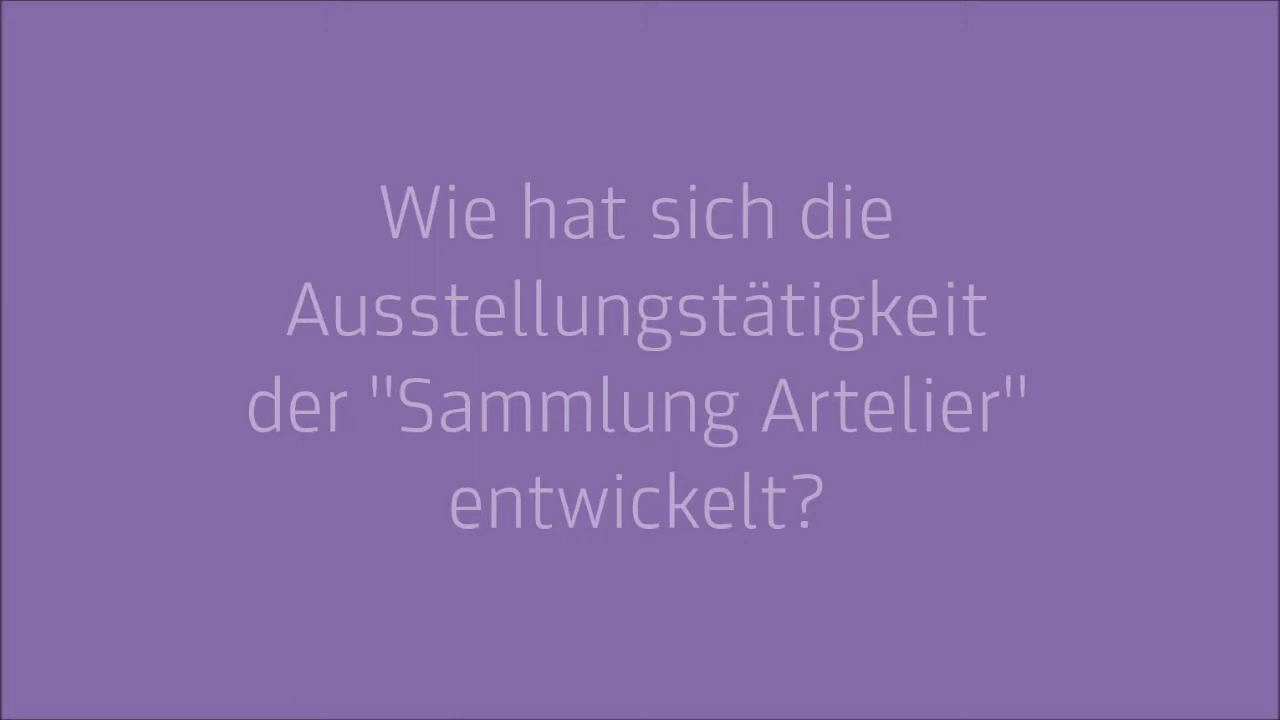 Wie hat sich die
Ausstellungstätigkeit
der "Sammlung Artelier"
entwickelt?